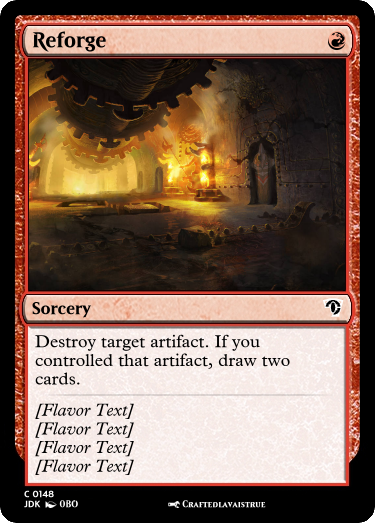 Reforge
Sorcery
Destroy target artifact. If you
controlled that artifact, draw two
cards.
[Flavor Text]
[Flavor Text]
[Flavor Text]
[Flavor Text]
C 0148
JDK OBO
Craftedlavaistrue